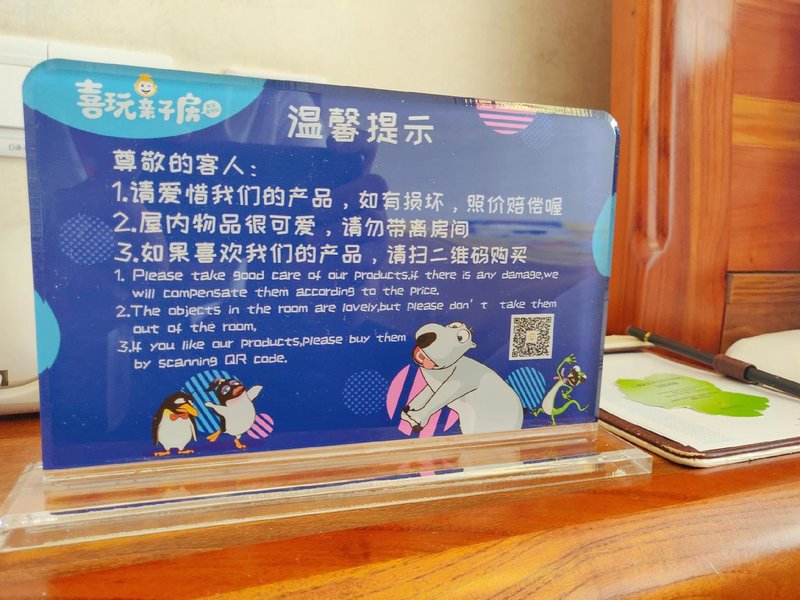 喜玩亲子房
温馨提示
尊敬的客人：
1.请爱惜我们的产品，如有损坏，照价赔偿喔
2.屋内物品很可爱，请勿带离房间
3.如果喜欢我们的产品，请扫二维码购买
1. Please take good care of our products.if there is any damage,we
will compensate them according to the price.
2.The objects in the room are lovely,but please don't take them
out of the room,
3.If you like our products,please buy them
by scanning QR code.